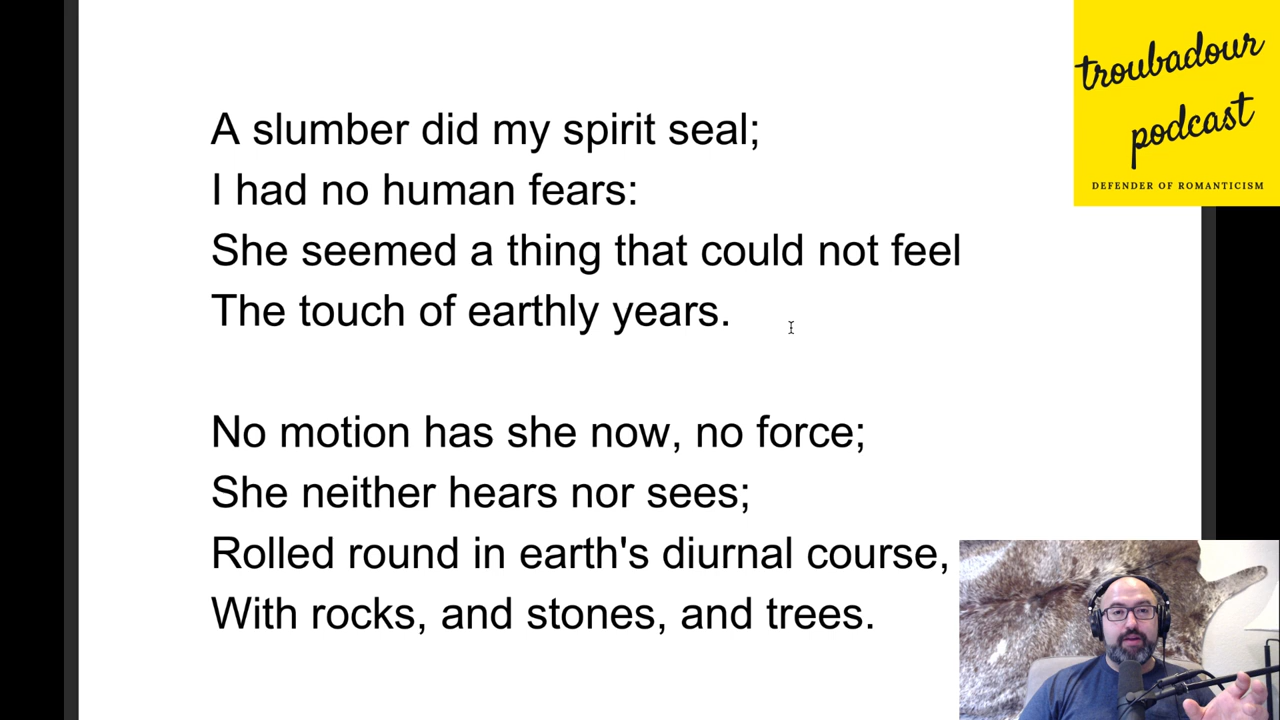 troubadour
podcast
DEFENDER OF ROMANTICISM
A slumber did my spirit seal;
I had no human fears:
She seemed a thing that could not feel
The touch of earthly years.
No motion has she now, no force;
She neither hears nor sees;
Rolled round in earth's diurnal course,
With rocks, and stones, and trees.